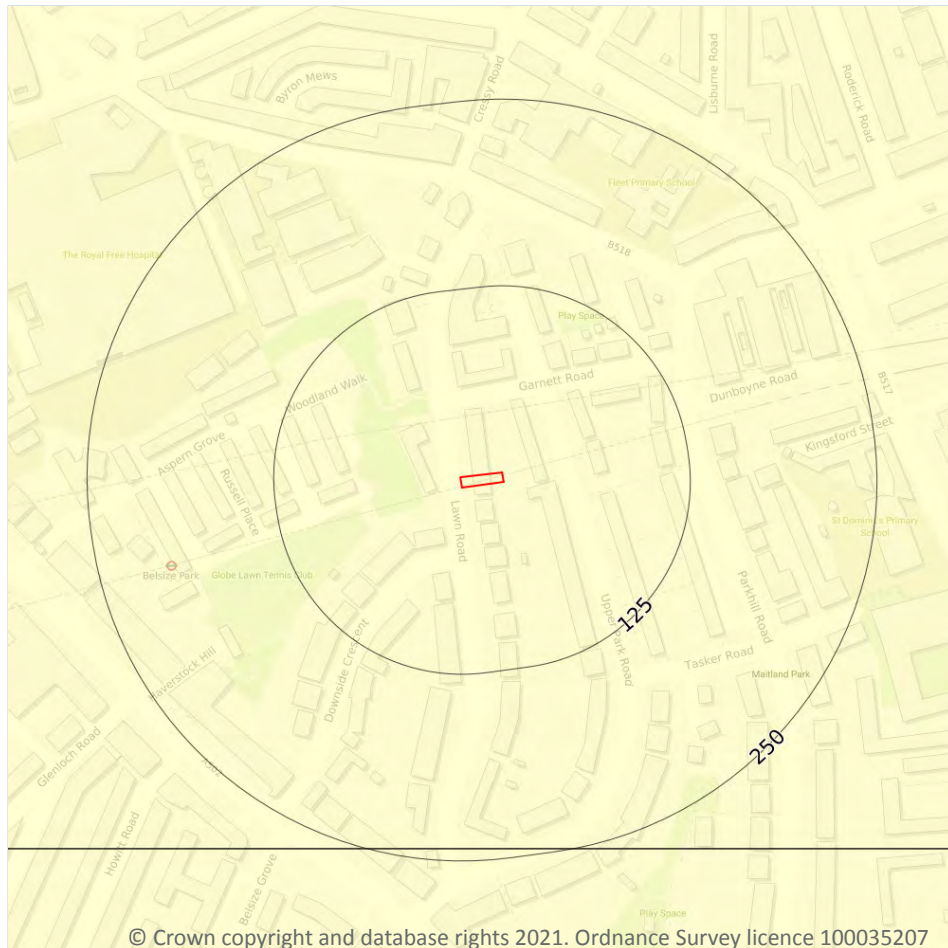 Byron Mews
Cressy Road
Lisburne Road
Roderick Road
Fleet Primary School
The Royal Free Hospital
B518
Play Space
Garnett Road
Woodland Walk
Dunboyne Road
B517
Kingsford Street
Aspern Grove
Russell Place
Lawn Road
St Dominics Primary
School
Belsize Park
Globe Lawn Tennis Club
125
Upper Park Road
Parkhill Road
Downside Crescent
Tasker Road
Haverstock Hill
Maitland Park
250
Glenloch Road
A502
Howitt Road
Belsize Grove
Play Space
© Crown copyright and database rights 2021. Ordnance Survey licence 100035207